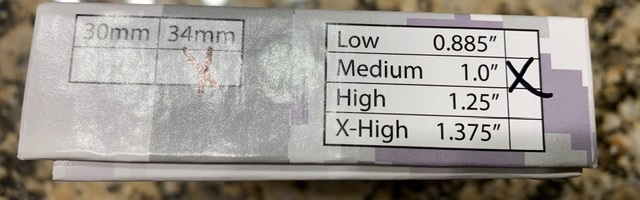 30mm 34mm
X
Low 0.885”
Medium 1.0” X
High 1.25”
X-High 1.375”